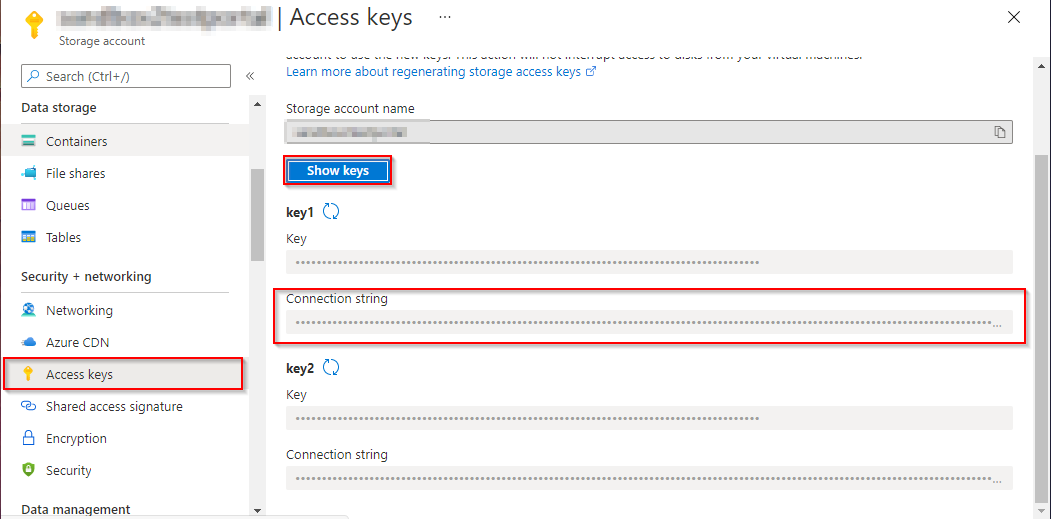 | Access keys ...
Storage account
Search (Ctrl+/)
«
Data storage
Containers
File shares
Queues
Tables
Security + networking
Networking
Azure CDN
Access keys
Shared access signature
Encryption
Security
Data management
account to use the new keys. This action will not interrupt access to disks from your virtual machines.
Learn more about regenerating storage access keys
Storage account name
Show keys
key1
Key
Connection string
key2
Key
Connection string